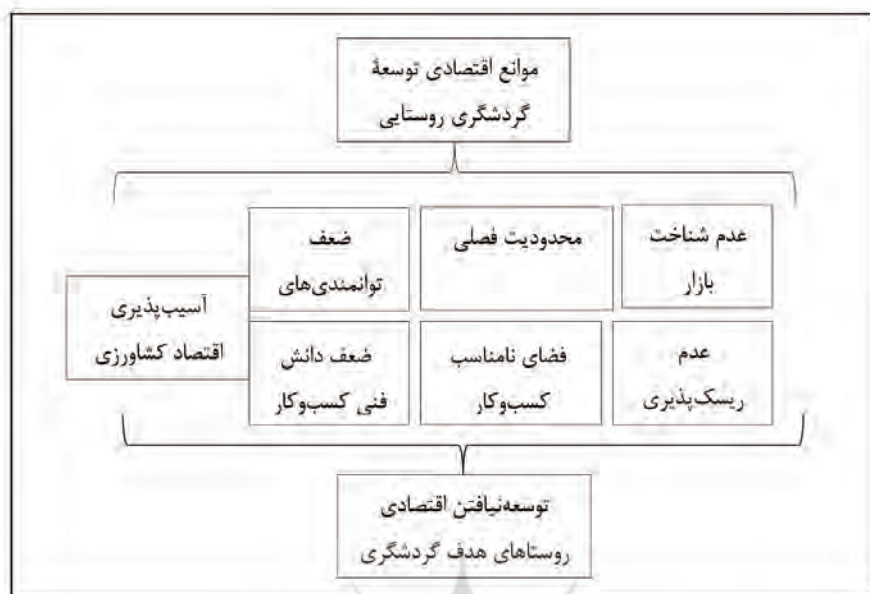 موانع اقتصادی توسعهٔ
گردشگری روستایی
عدم شناخت
بازار
محدودیت فصلی
ضعف
توانمندی‌های
آسیب‌پذیری
اقتصاد کشاورزی
عدم
ریسک‌پذیری
فضای نامناسب
کسب‌وکار
ضعف دانش
فنی کسب‌وکار
توسعه‌نیافتن اقتصادی
روستاهای هدف گردشگری